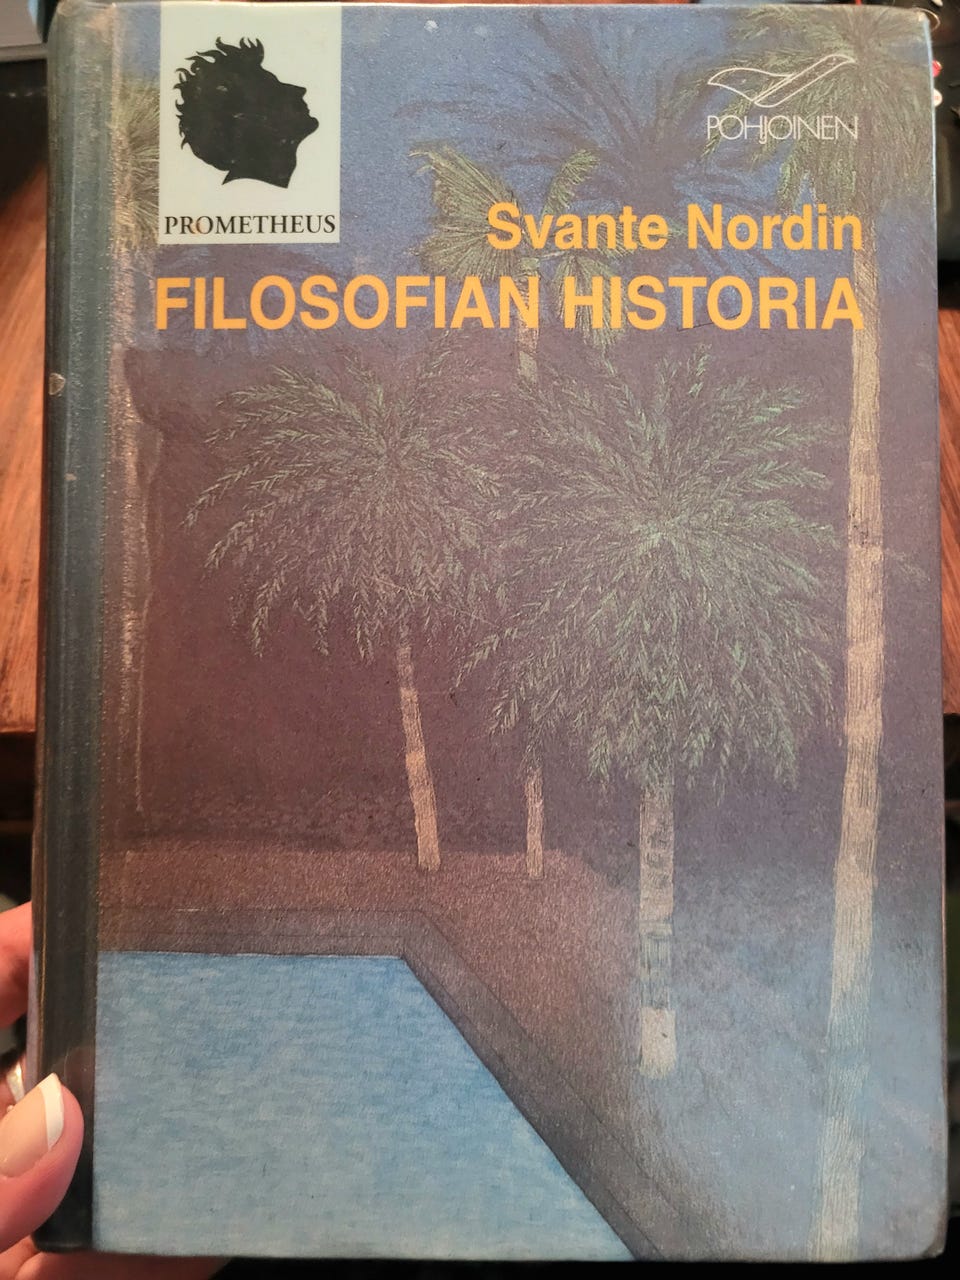 PROMETHEUS
POHJOINEN
Svante Nordin
FILOSOFIAN HISTORIA